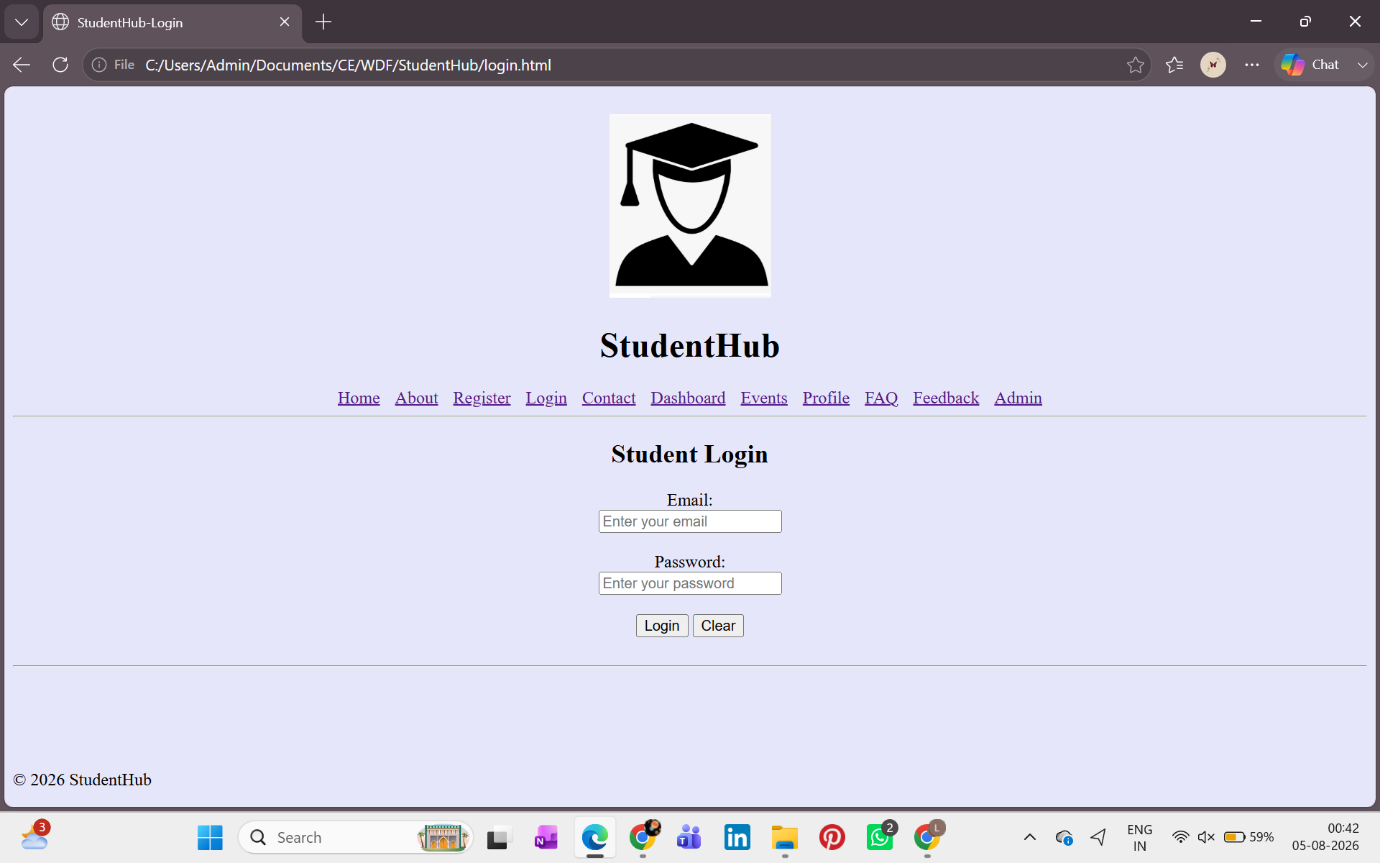 StudentHub-Login
File C:/Users/Admin/Documents/CE/WDF/StudentHub/login.html
Chat
StudentHub
Home About Register Login Contact Dashboard Events Profile FAQ Feedback Admin
Student Login
Email:
Enter your email
Password:
Enter your password
Login Clear
© 2026 StudentHub
3
Search
N
T
in
2
L
ENG
IN
59%
00:42
05-08-2026